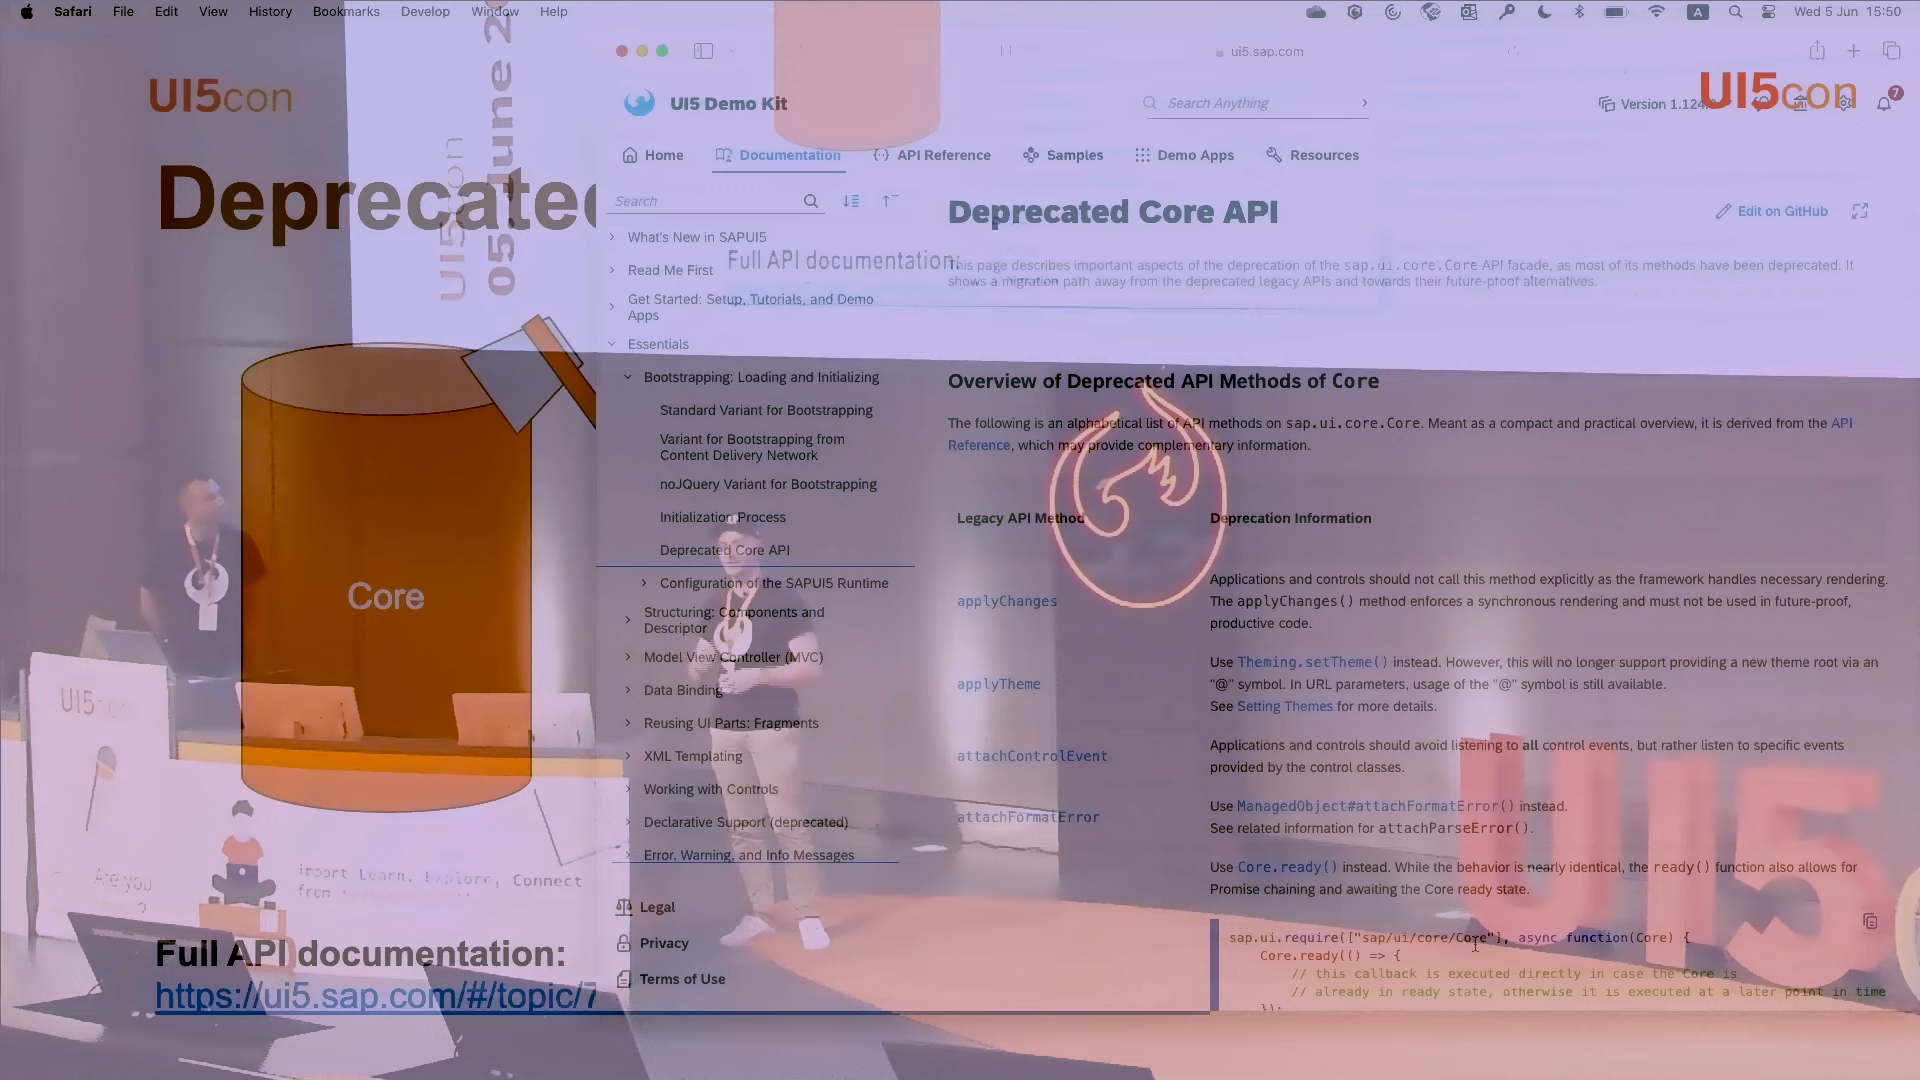 Safari File Edit View History Bookmarks Develop Window Help
A
Wed 5 Jun 15:50
ui5.sap.com
UI5con
UI5con
05. June
UI5con
UI5 Demo Kit
Search Anything
Version 1.124
7
Home Documentation API Reference Samples Demo Apps Resources
Deprecated
Search
What's New in SAPUI5
Read Me First
Get Started: Setup, Tutorials, and Demo
Apps
Essentials
Bootstrapping: Loading and Initializing
Standard Variant for Bootstrapping
Variant for Bootstrapping from
Content Delivery Network
noJQuery Variant for Bootstrapping
Initialization Process
Deprecated Core API
Configuration of the SAPUI5 Runtime
Structuring: Components and
Descriptor
Model View Controller (MVC)
Data Binding
Reusing UI Parts: Fragments
XML Templating
Working with Controls
Declarative Support (deprecated)
Error, Warning, and Info Messages
Legal
Privacy
Terms of Use
Deprecated Core API
Edit on GitHub
Full API documentation:
This page describes important aspects of the deprecation of the sap.ui.core.Core API facade, as most of its methods have been deprecated. It
shows a migration path away from the deprecated legacy APIs and towards their future-proof alternatives.
Overview of Deprecated API Methods of Core
The following is an alphabetical list of API methods on sap.ui.core.Core. Meant as a compact and practical overview, it is derived from the API
Reference, which may provide complementary information.
Legacy API Method
Deprecation Information
applyChanges
Applications and controls should not call this method explicitly as the framework handles necessary rendering.
The applyChanges() method enforces a synchronous rendering and must not be used in future-proof,
productive code.
applyTheme
Use Theming.setTheme() instead. However, this will no longer support providing a new theme root via an
"@" symbol. In URL parameters, usage of the "@" symbol is still available.
See Setting Themes for more details.
attachControlEvent
Applications and controls should avoid listening to all control events, but rather listen to specific events
provided by the control classes.
attachFormatError
Use ManagedObject#attachFormatError() instead.
See related information for attachParseError().
Use Core.ready() instead. While the behavior is nearly identical, the ready() function also allows for
Promise chaining and awaiting the Core ready state.
sap.ui.require(["sap/ui/core/Core"], async function(Core) {
Core.ready(() => {
// this callback is executed directly in case the Core is
// already in ready state, otherwise it is executed at a later point in time
});
Core
UI5con
Are you
?
import Learn, Explore, Connect
from
Full API documentation:
https://ui5.sap.com/#/topic/7
UI5